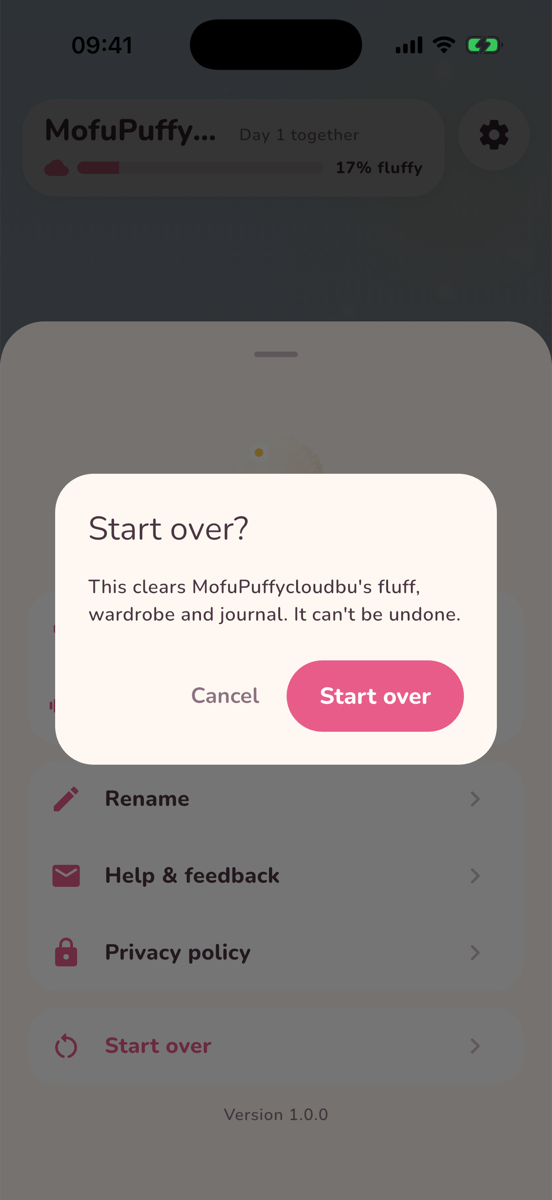 09:41
MofuPuffy... Day 1 together
17% fluffy
Start over?
This clears MofuPuffycloudbu's fluff,
wardrobe and journal. It can't be undone.
Cancel Start over
Rename
Help & feedback
Privacy policy
Start over
Version 1.0.0